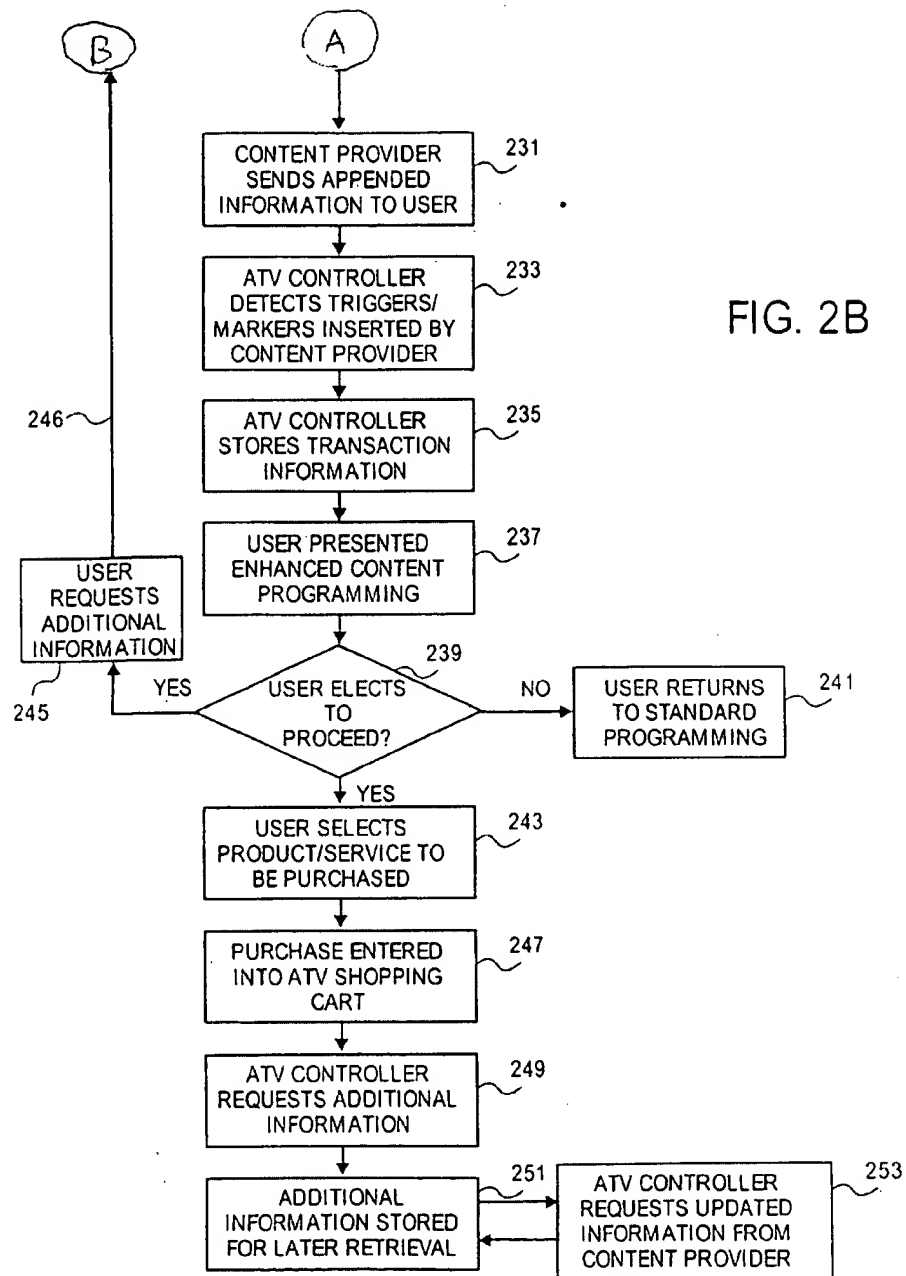 B
A
CONTENT PROVIDER
SENDS APPENDED
INFORMATION TO USER
231
ATV CONTROLLER
DETECTS TRIGGERS/
MARKERS INSERTED BY
CONTENT PROVIDER
233
FIG. 2B
246
ATV CONTROLLER
STORES TRANSACTION
INFORMATION
235
USER PRESENTED
ENHANCED CONTENT
PROGRAMMING
237
USER
REQUESTS
ADDITIONAL
INFORMATION
245
YES
USER ELECTS
TO
PROCEED?
239
NO
USER RETURNS
TO STANDARD
PROGRAMMING
241
YES
USER SELECTS
PRODUCT/SERVICE TO
BE PURCHASED
243
PURCHASE ENTERED
INTO ATV SHOPPING
CART
247
ATV CONTROLLER
REQUESTS ADDITIONAL
INFORMATION
249
ADDITIONAL
INFORMATION STORED
FOR LATER RETRIEVAL
251
ATV CONTROLLER
REQUESTS UPDATED
INFORMATION FROM
CONTENT PROVIDER
253